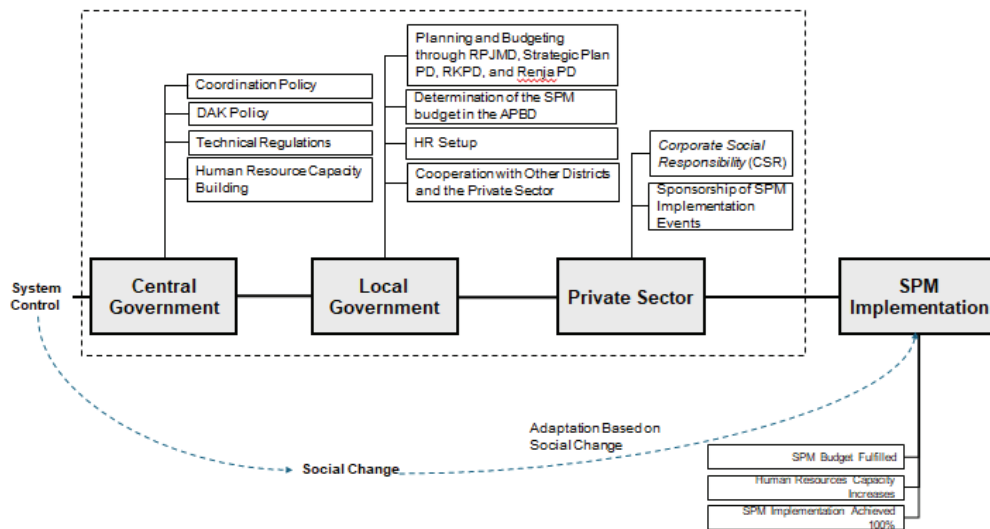 Planning and Budgeting
through RPJMD, Strategic Plan
PD, RKPD, and Renja PD
Coordination Policy
DAK Policy
Technical Regulations
Human Resource Capacity
Building
Determination of the SPM
budget in the APBD
HR Setup
Cooperation with Other Districts
and the Private Sector
Corporate Social
Responsibility (CSR)
Sponsorship of SPM
Implementation
Events
System
Control
Central
Government
Local
Government
Private Sector
SPM
Implementation
Adaptation Based on
Social Change
Social Change
SPM Budget Fulfilled
Human Resources Capacity
Increases
SPM Implementation Achieved
100%